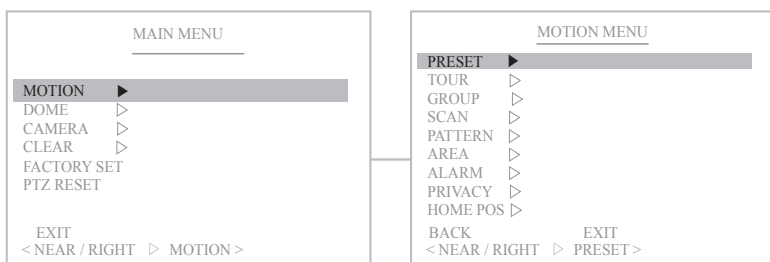 MAIN MENU
MOTION ▶
DOME ▷
CAMERA ▷
CLEAR ▷
FACTORY SET
PTZ RESET
EXIT
< NEAR / RIGHT ▷ MOTION >
MOTION MENU
PRESET ▶
TOUR ▷
GROUP ▷
SCAN ▷
PATTERN ▷
AREA ▷
ALARM ▷
PRIVACY ▷
HOME POS ▷
BACK EXIT
< NEAR / RIGHT ▷ PRESET >